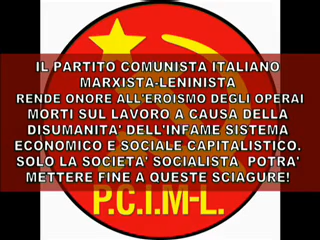 IL PARTITO COMUNISTA ITALIANO
MARXISTA-LENINISTA
RENDE ONORE ALL'EROISMO DEGLI OPERAI
MORTI SUL LAVORO A CAUSA DELLA
DISUMANITA' DELL'INFAME SISTEMA
ECONOMICO E SOCIALE CAPITALISTICO.
SOLO LA SOCIETA' SOCIALISTA POTRA'
METTERE FINE A QUESTE SCIAGURE!
P.C.I.M-L.